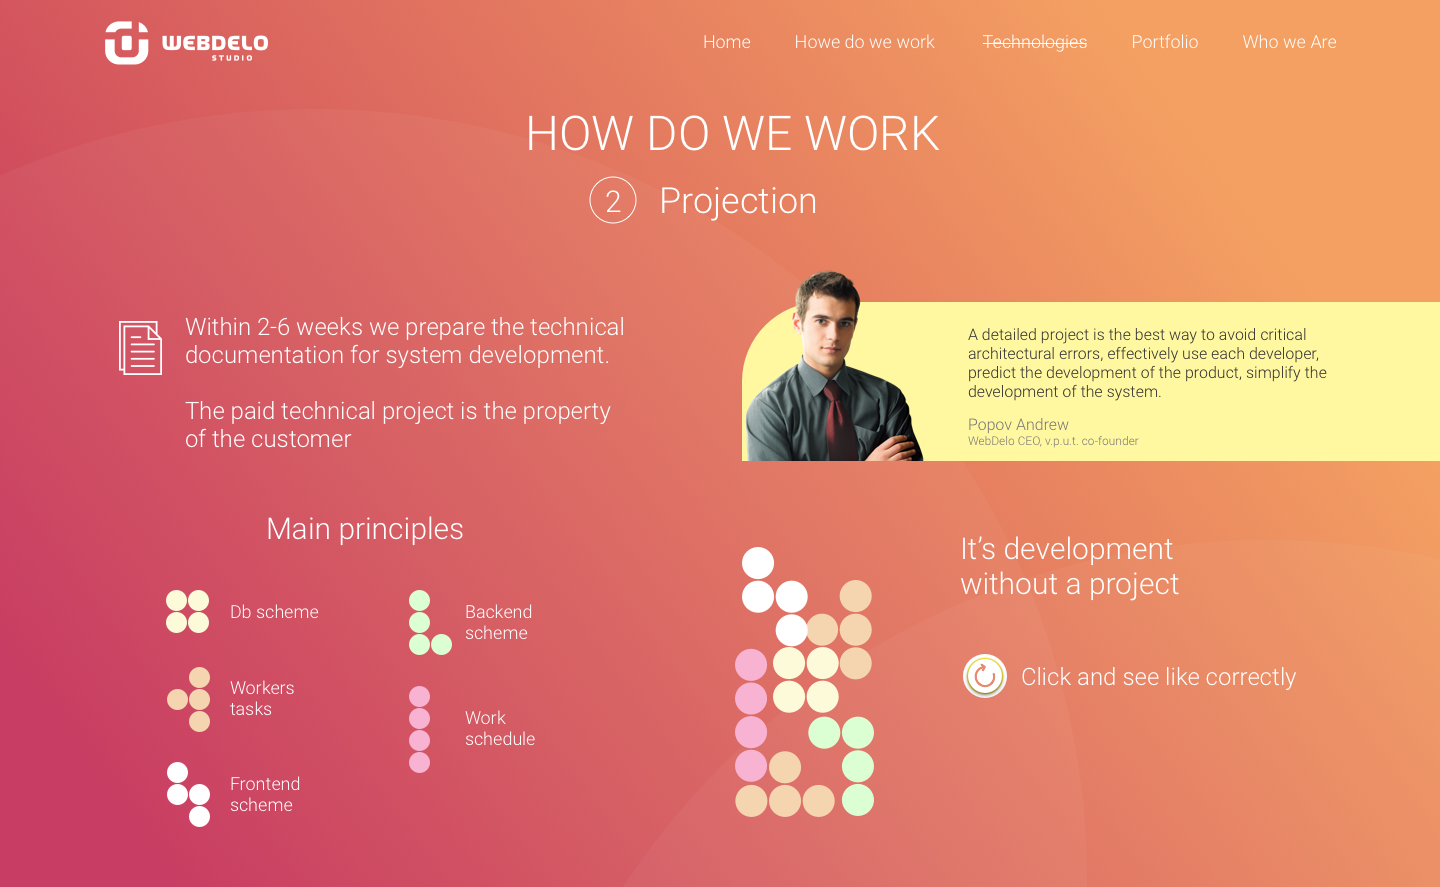 WEBDELO
STUDIO
Home
Howe do we work
Technologies
Portfolio
Who we Are
HOW DO WE WORK
2
Projection
Within 2-6 weeks we prepare the technical
documentation for system development.
The paid technical project is the property
of the customer
A detailed project is the best way to avoid critical
architectural errors, effectively use each developer,
predict the development of the product, simplify the
development of the system.
Popov Andrew
WebDelo CEO, v.p.u.t. co-founder
Main principles
Db scheme
Workers
tasks
Frontend
scheme
Backend
scheme
Work
schedule
It’s development
without a project
Click and see like correctly